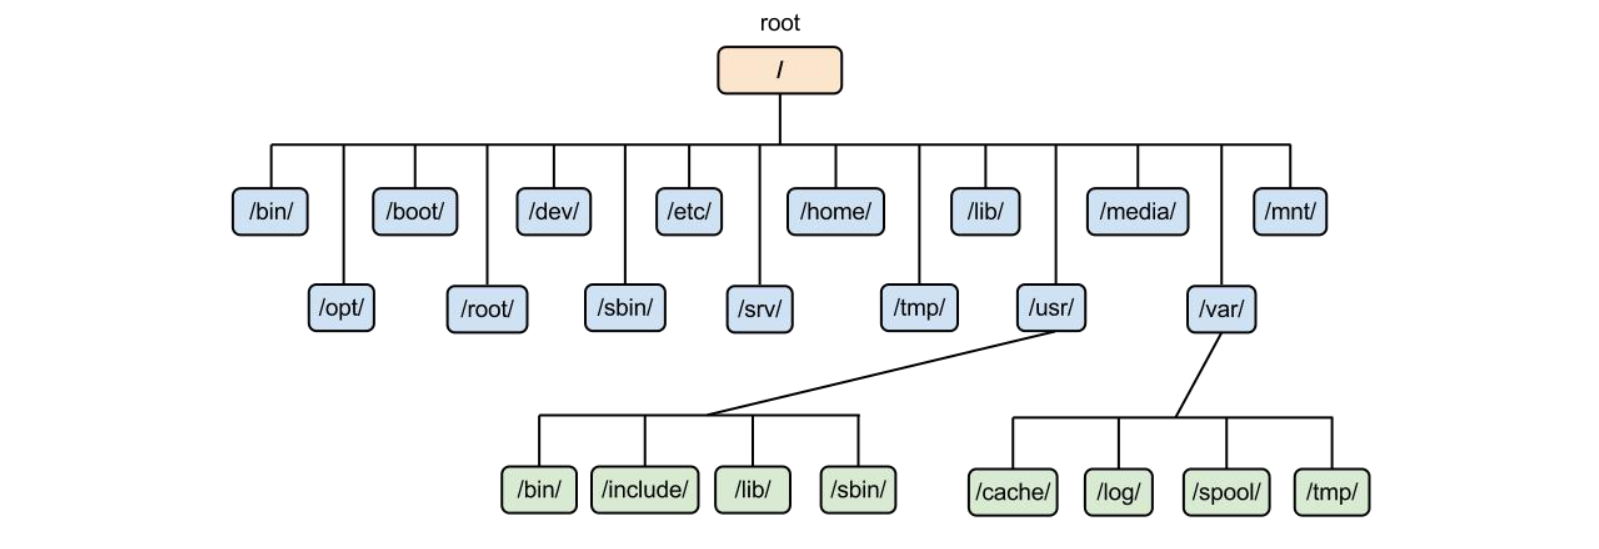 root
/
/bin/ /boot/ /dev/ /etc/ /home/ /lib/ /media/ /mnt/
/opt/ /root/ /sbin/ /srv/ /tmp/ /usr/ /var/
/bin/ /include/ /lib/ /sbin/ /cache/ /log/ /spool/ /tmp/